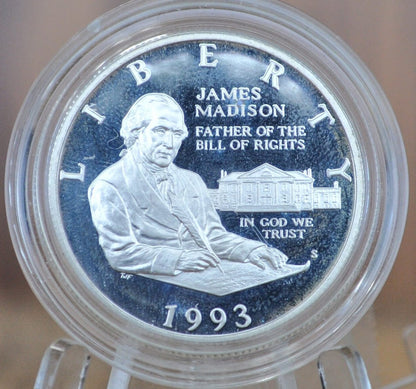 LIBERTY
JAMES
MADISON
FATHER OF THE
BILL OF RIGHTS
IN GOD WE
TRUST
S
1993